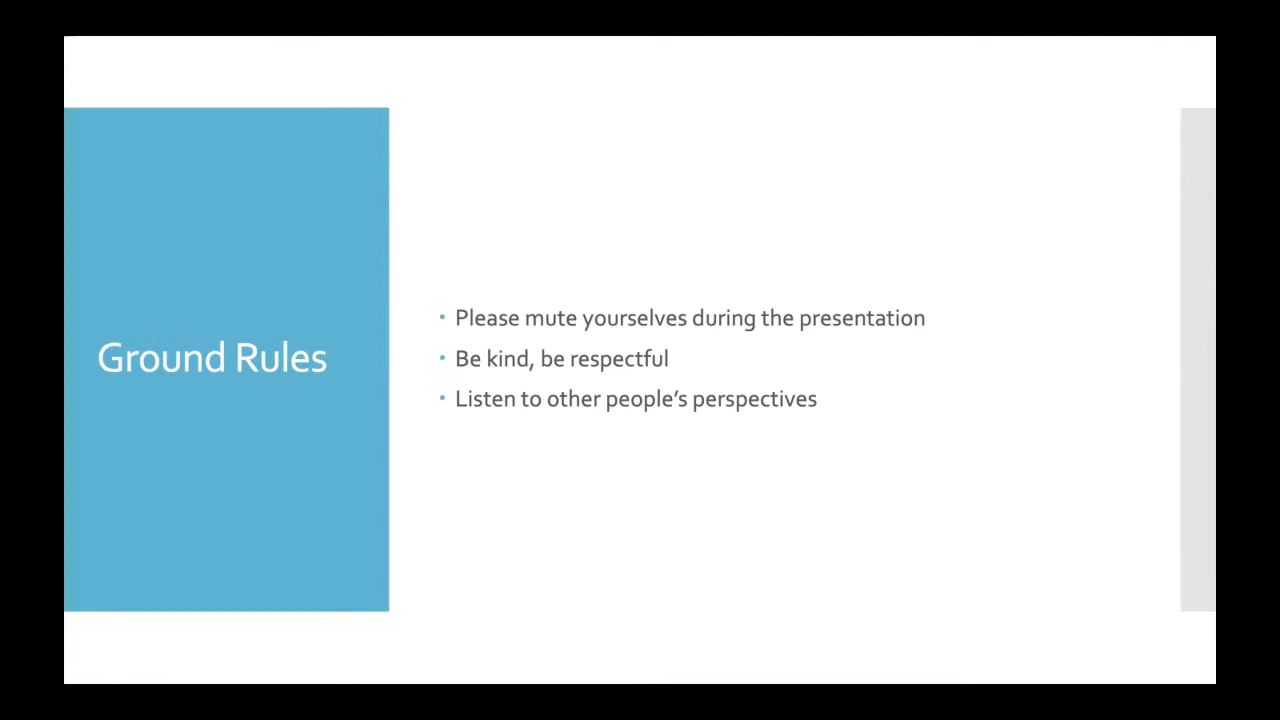 Ground Rules
• Please mute yourselves during the presentation
• Be kind, be respectful
• Listen to other people’s perspectives